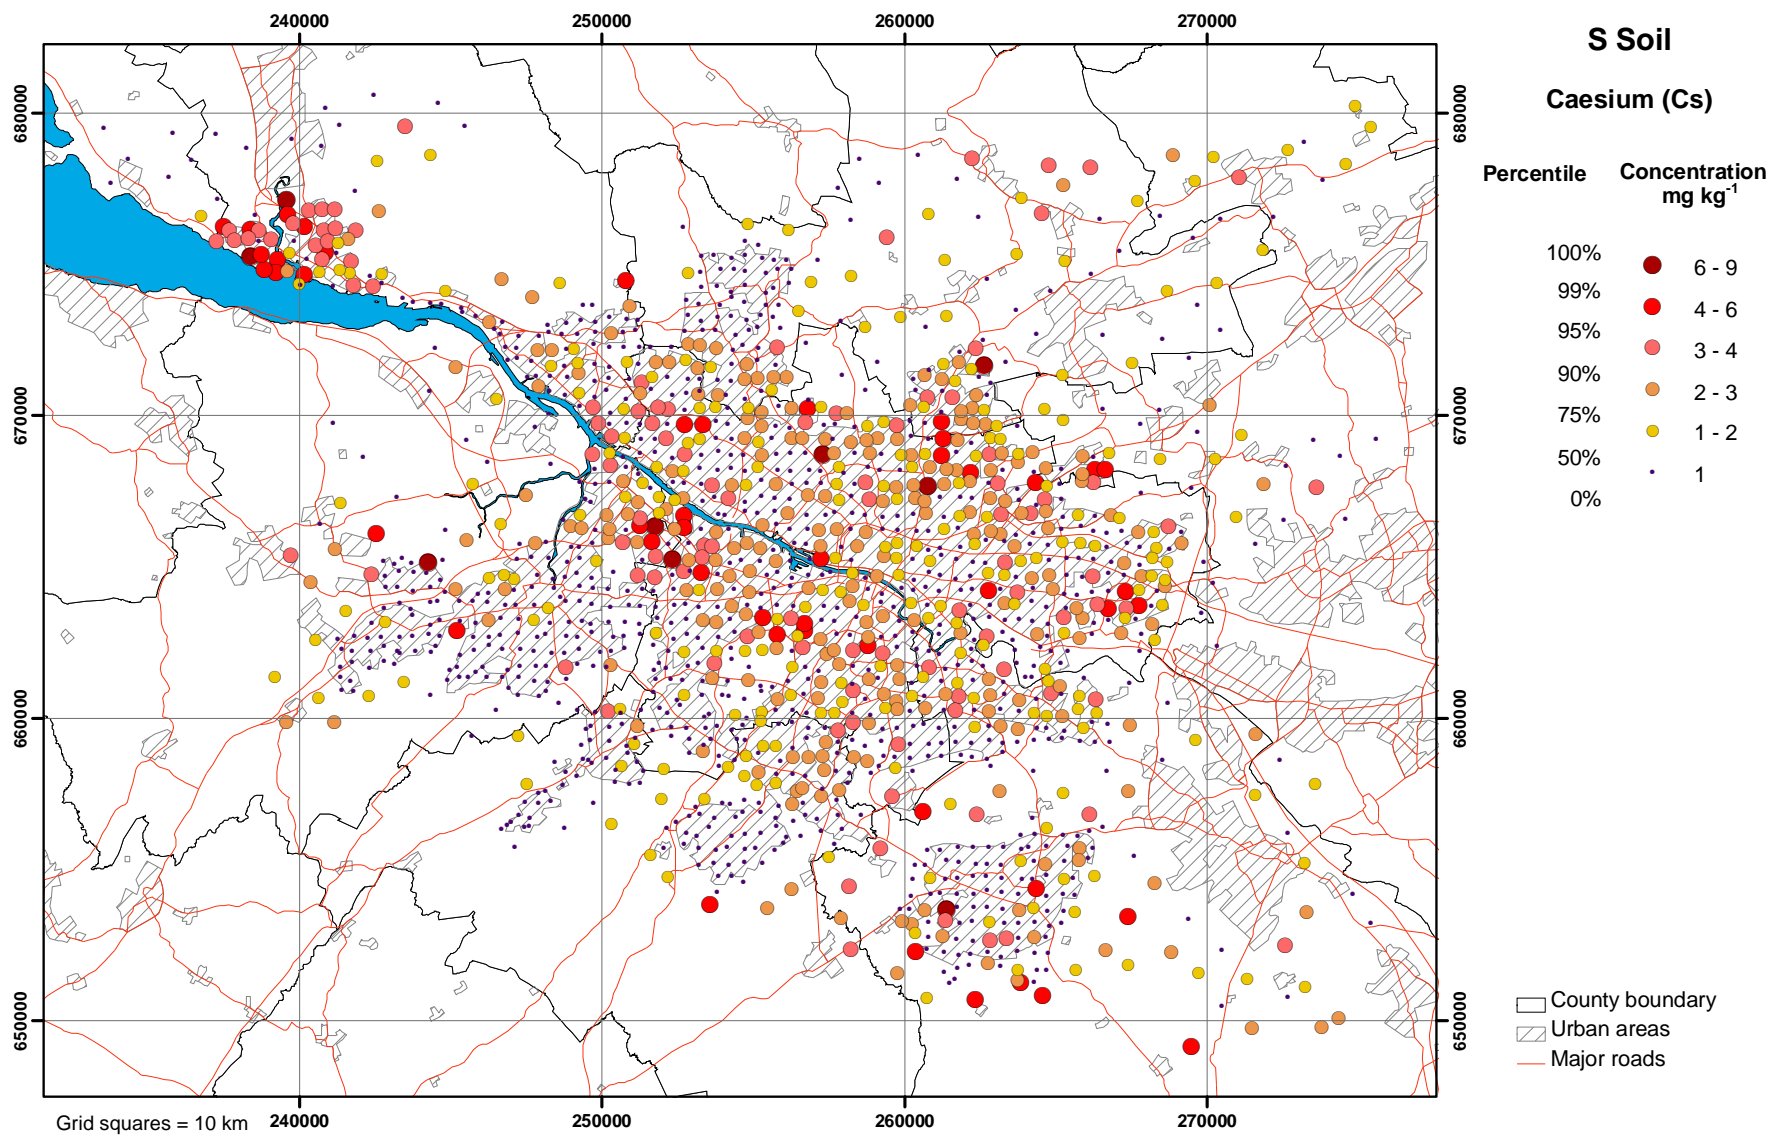 240000 250000 260000 270000
S Soil
Caesium (Cs)
Percentile Concentration
mg kg-1
100%
6 - 9
99%
4 - 6
95%
3 - 4
90%
2 - 3
75%
1 - 2
50%
1
0%
680000 680000
670000 670000
660000 660000
650000 650000
County boundary
Urban areas
Major roads
240000 250000 260000 270000
Grid squares = 10 km